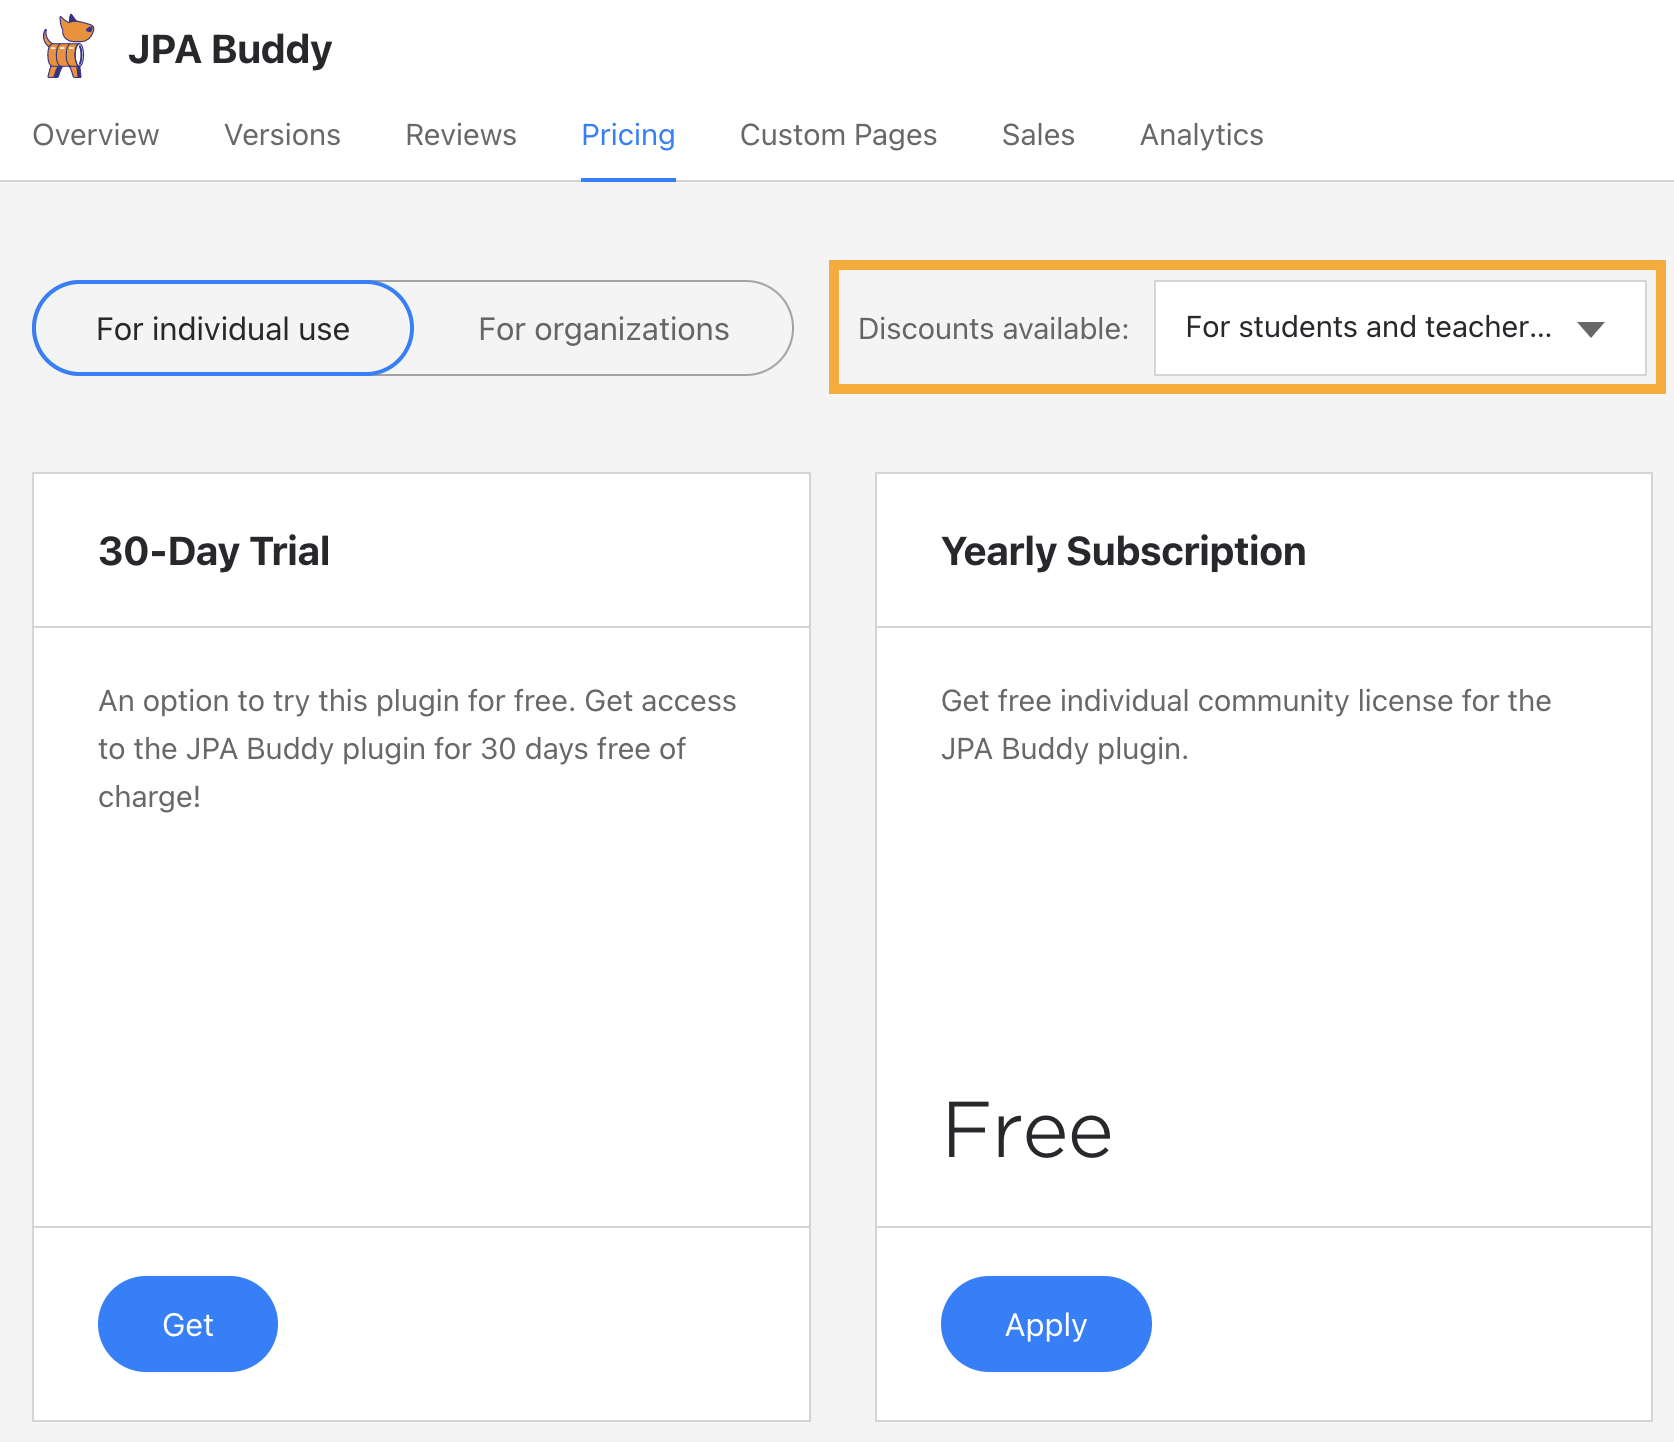 JPA Buddy
Overview
Versions
Reviews
Pricing
Custom Pages
Sales
Analytics
For individual use
For organizations
Discounts available:
For students and teacher...
30-Day Trial
An option to try this plugin for free. Get access
to the JPA Buddy plugin for 30 days free of
charge!
Get
Yearly Subscription
Get free individual community license for the
JPA Buddy plugin.
Free
Apply